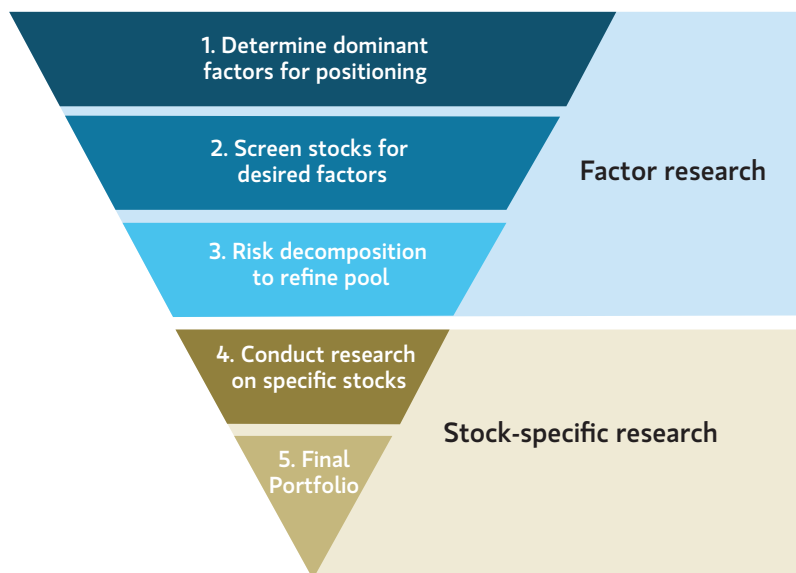 1. Determine dominant
factors for positioning
2. Screen stocks for
desired factors
Factor research
3. Risk decomposition
to refine pool
4. Conduct research
on specific stocks
Stock-specific research
5. Final
Portfolio